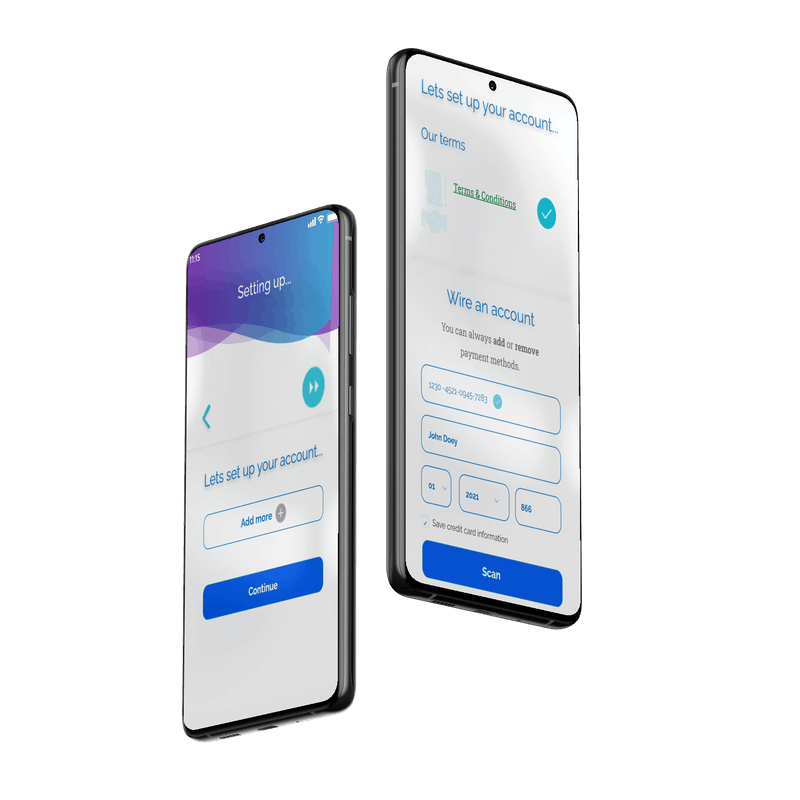 11:15
Setting up...
Lets set up your account...
Add more
Continue
Lets set up your account...
Our terms
Terms & Conditions
Wire an account
You can always add or remove
payment methods.
1230 -4521-0945-7283
John Doey
01 2021 866
Save credit card information
Scan